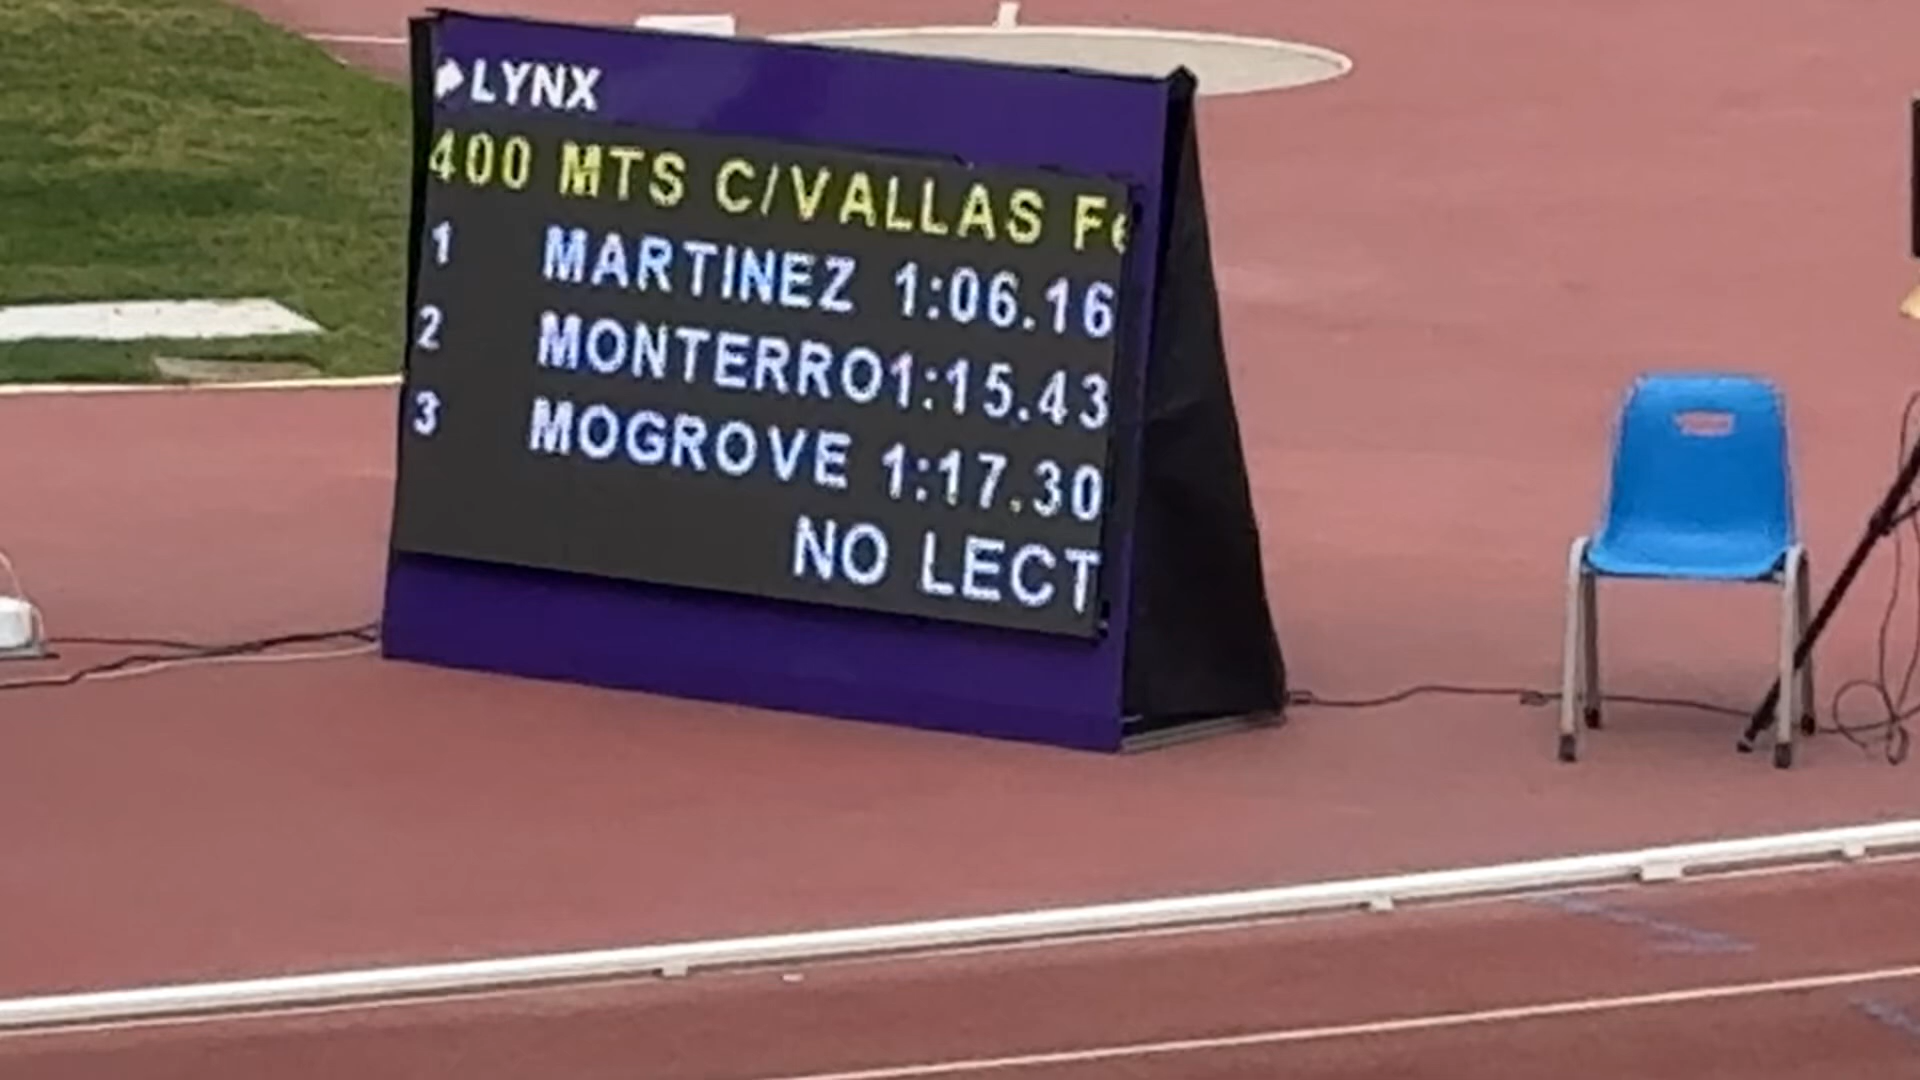 LYNX
400 MTS C/VALLAS Fe
1 MARTINEZ 1:06.16
2 MONTERRO1:15.43
3 MOGROVE 1:17.30
NO LECT